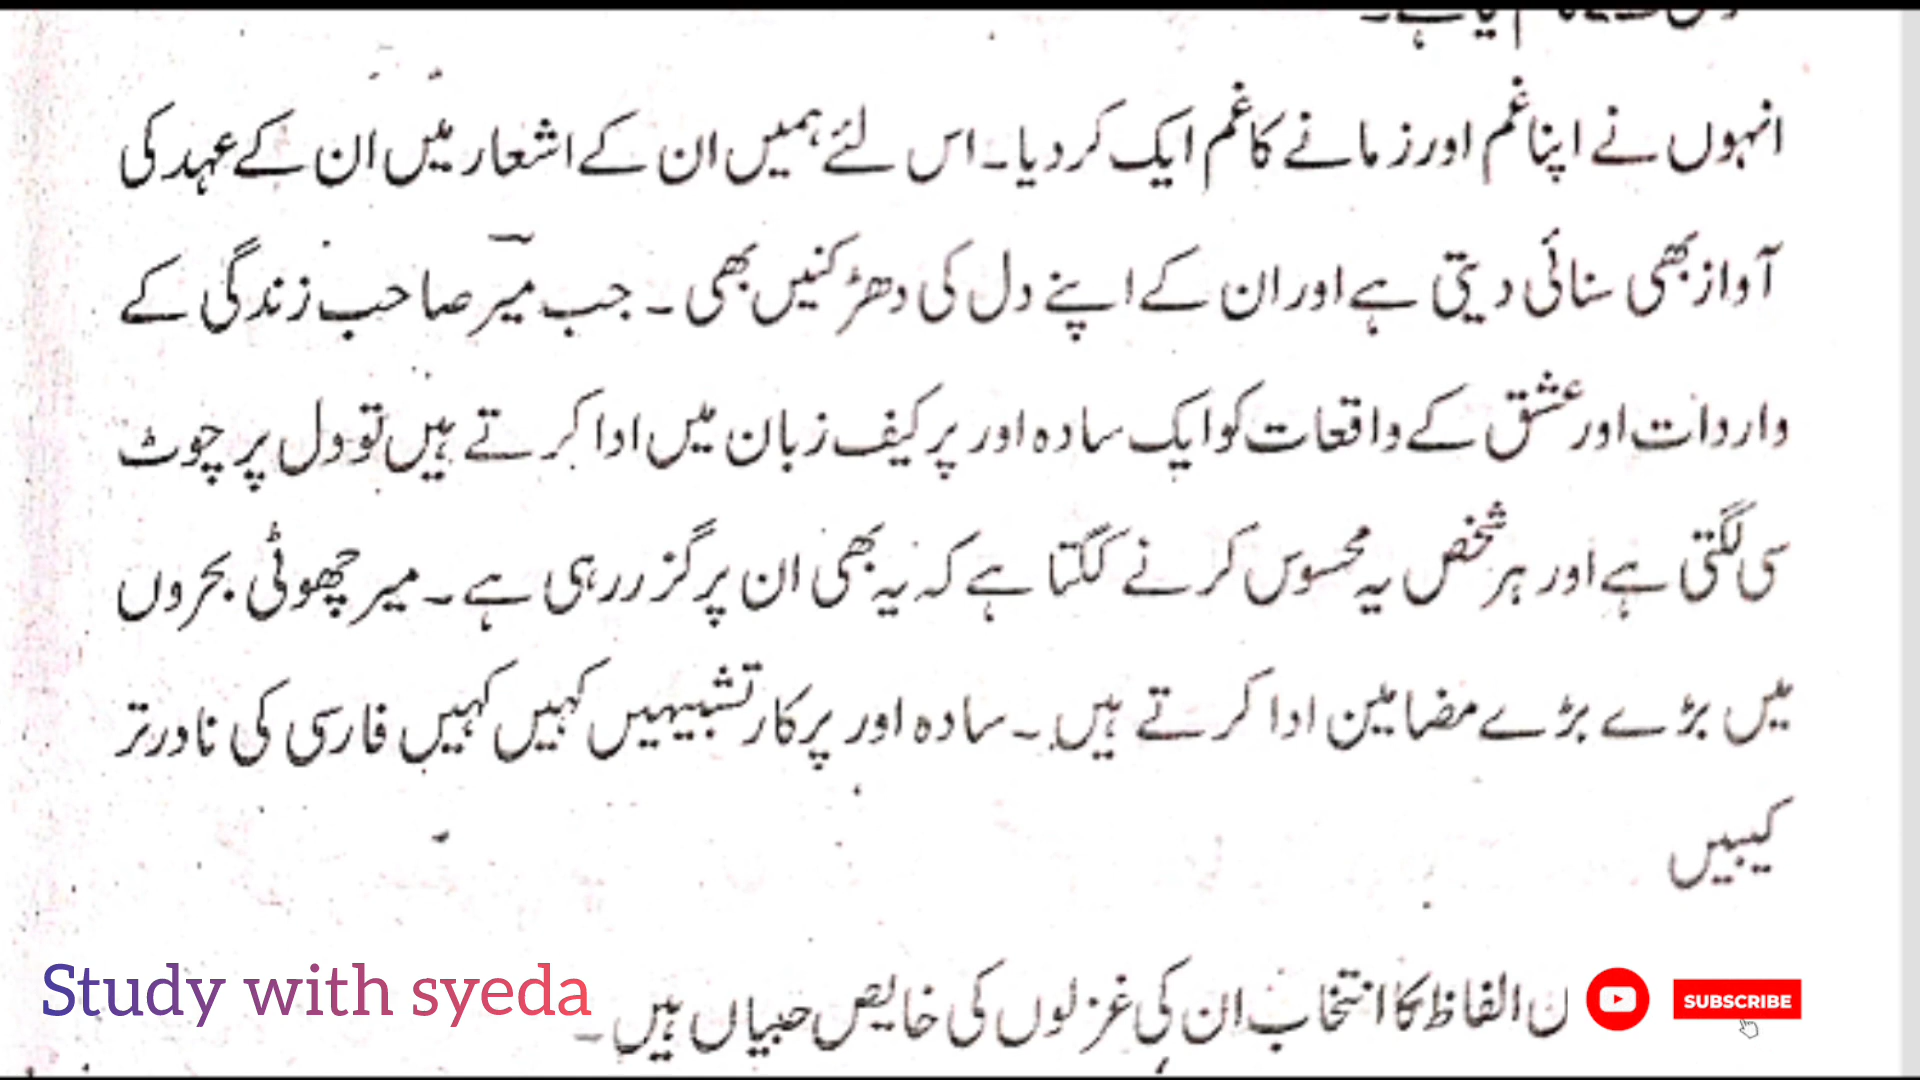 انہوں نے اپنا غم اور زمانے کا غم ایک کر دیا۔ اس لئے ہمیں ان کے اشعار میں ان کے عہد کی
آواز بھی سنائی دیتی ہے اور ان کے اپنے دل کی دھڑکنیں بھی۔ جب میر صاحب زندگی کے
واردات اور عشق کے واقعات کو ایک سادہ اور پرکیف زبان میں ادا کرتے ہیں تو دل پر چوٹ
سی لگتی ہے اور ہر شخص یہ محسوس کرنے لگتا ہے کہ یہ بھی ان پر گزر رہی ہے۔ میر چھوٹی بحروں
میں بڑے بڑے مضامین ادا کرتے ہیں۔ سادہ اور پرکار تشبیہیں کہیں کہیں فارسی کی نادر تر
کیبیں
ن الفاظ کا انتخاب ان کی غزلوں کی خالیص حبیاں ہیں۔
Study with syeda
SUBSCRIBE